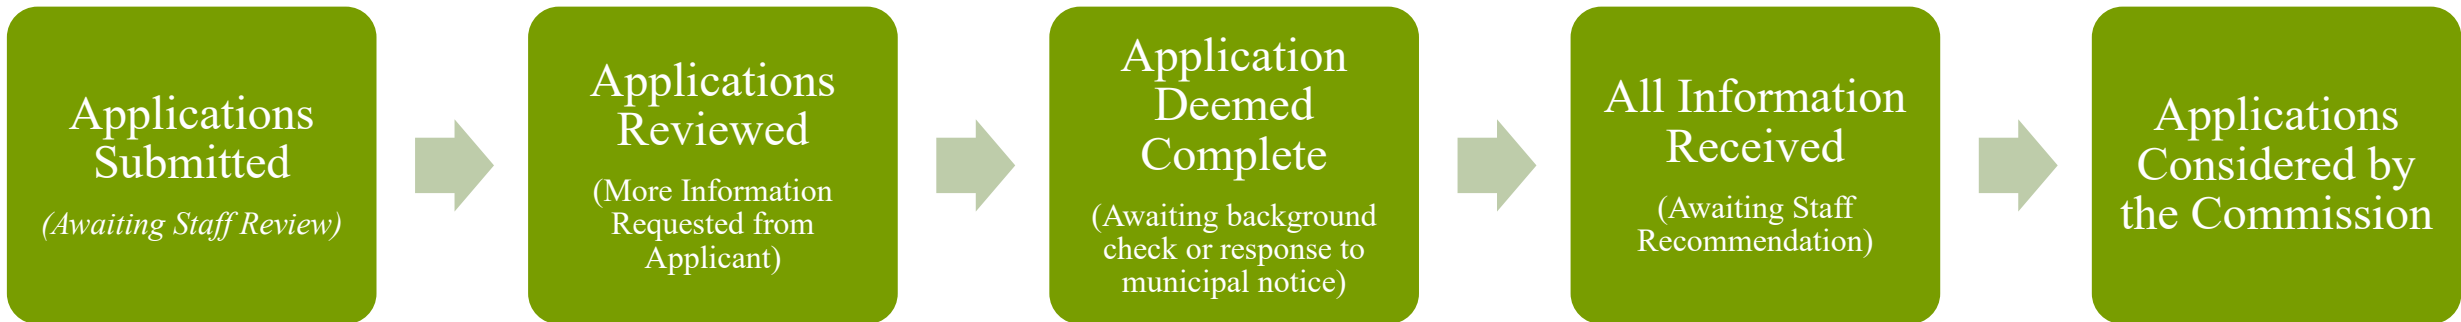 Applications
Submitted
(Awaiting Staff Review)
Applications
Reviewed
(More Information
Requested from
Applicant)
Application
Deemed
Complete
(Awaiting background
check or response to
municipal notice)
All Information
Received
(Awaiting Staff
Recommendation)
Applications
Considered by
the Commission